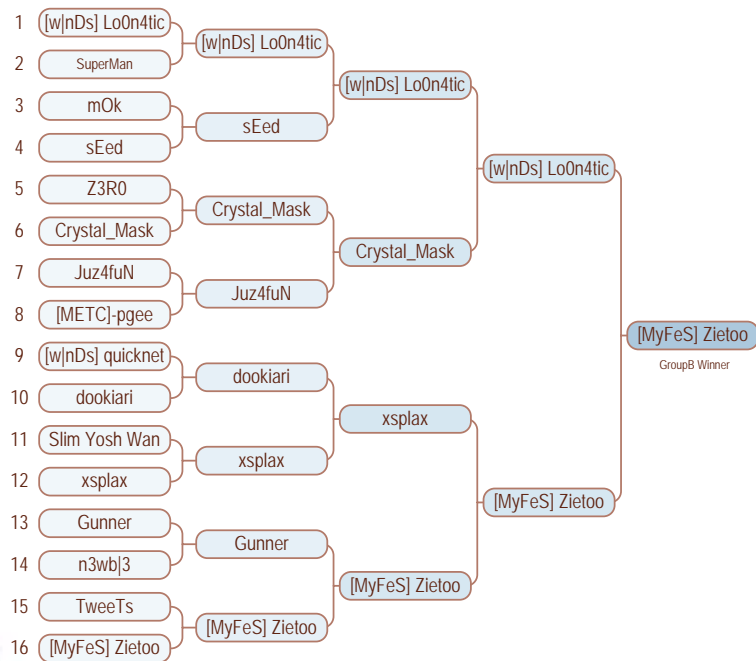 1 [w|nDs] Lo0n4tic
2 SuperMan
3 mOk
4 sEed
5 Z3R0
6 Crystal_Mask
7 Juz4fuN
8 [METC]-pgee
9 [w|nDs] quicknet
10 dookiari
11 Slim Yosh Wan
12 xsplax
13 Gunner
14 n3wb|3
15 TweeTs
16 [MyFeS] Zietoo
[w|nDs] Lo0n4tic
sEed
Crystal_Mask
Juz4fuN
dookiari
xsplax
Gunner
[MyFeS] Zietoo
[w|nDs] Lo0n4tic
Crystal_Mask
xsplax
[MyFeS] Zietoo
[w|nDs] Lo0n4tic
[MyFeS] Zietoo
[MyFeS] Zietoo
GroupB Winner